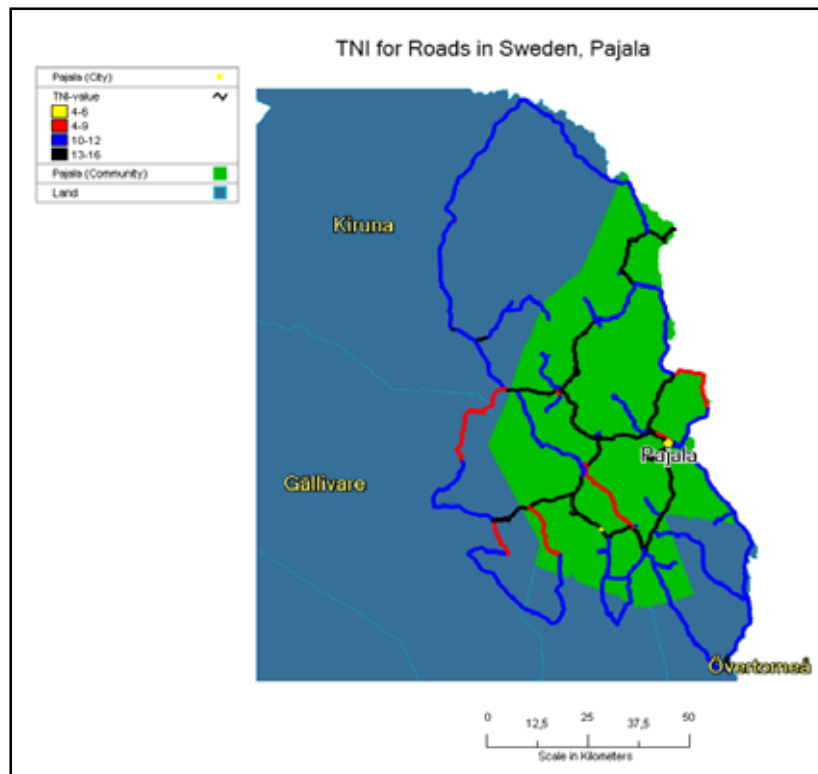 TNI for Roads in Sweden, Pajala
Pajala (City)
TNI-value
4-6
4-9
10-12
13-16
Pajala (Community)
Land
Kiruna
Pajala
Gällivare
Övertorneå
0
12,5
25
37,5
50
Scale in Kilometers